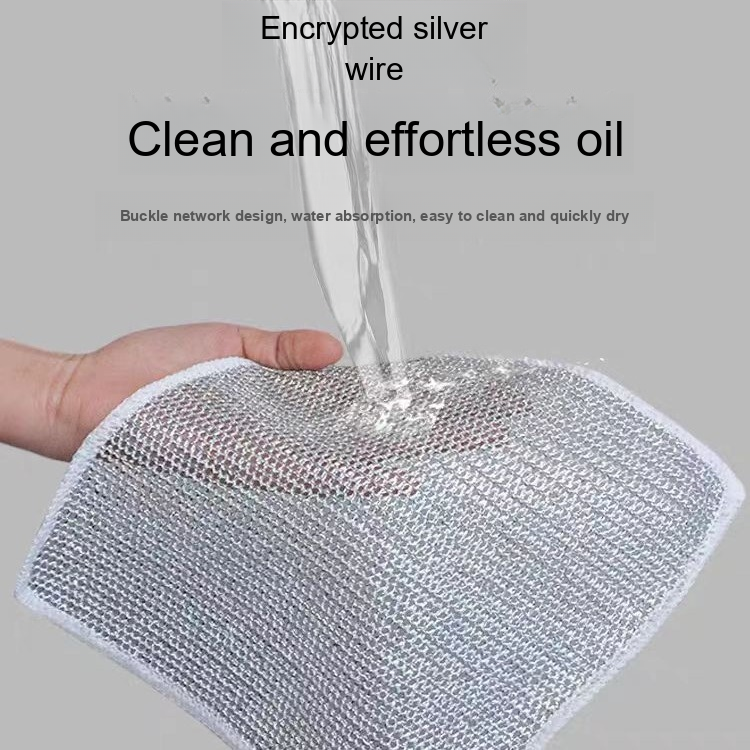 Encrypted silver
wire
Clean and effortless oil
Buckle network design, water absorption, easy to clean and quickly dry